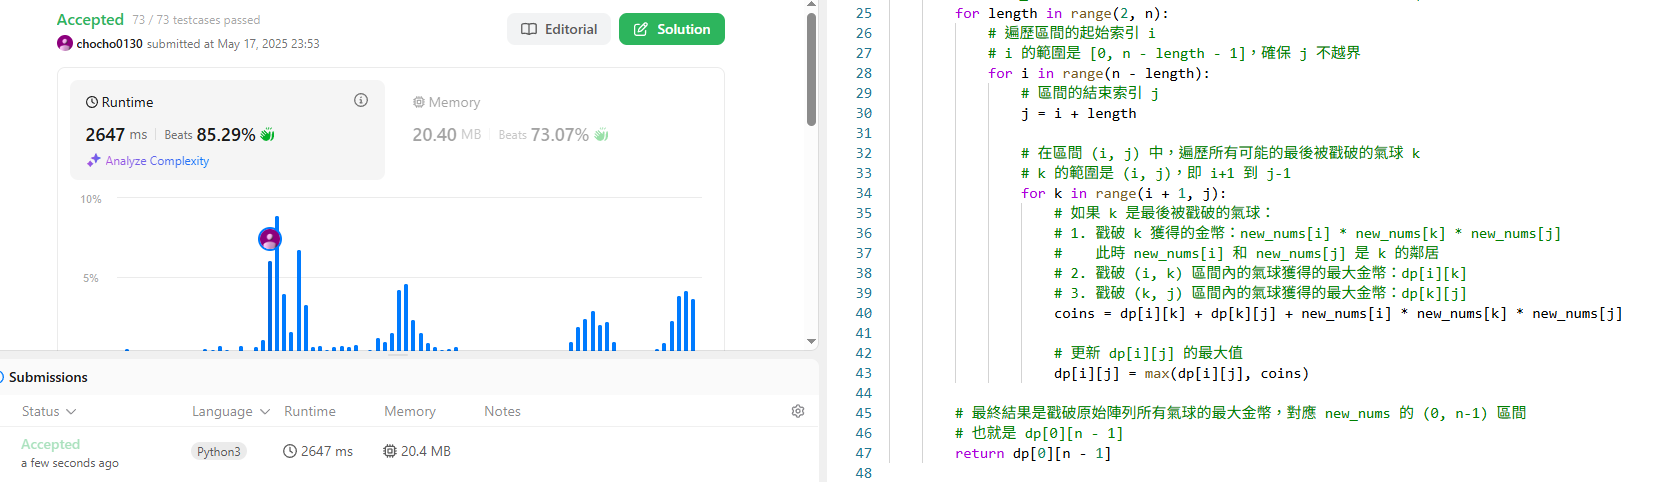 Accepted 73 / 73 testcases passed
chocho0130 submitted at May 17, 2025 23:53
Editorial
Solution
Runtime
2647 ms | Beats 85.29%
Analyze Complexity
Memory
20.40 MB | Beats 73.07%
10%
5%
Submissions
Status Language Runtime Memory Notes
Accepted
a few seconds ago
Python3
2647 ms
20.4 MB
25 for length in range(2, n):
26 # 遍歷區間的起始索引 i
27 # i 的範圍是 [0, n - length - 1],確保 j 不越界
28 for i in range(n - length):
29 # 區間的結束索引 j
30 j = i + length
31
32 # 在區間 (i, j) 中,遍歷所有可能的最後被戳破的氣球 k
33 # k 的範圍是 (i, j),即 i+1 到 j-1
34 for k in range(i + 1, j):
35 # 如果 k 是最後被戳破的氣球:
36 # 1. 戳破 k 獲得的金幣:new_nums[i] * new_nums[k] * new_nums[j]
37 # 此時 new_nums[i] 和 new_nums[j] 是 k 的鄰居
38 # 2. 戳破 (i, k) 區間內的氣球獲得的最大金幣:dp[i][k]
39 # 3. 戳破 (k, j) 區間內的氣球獲得的最大金幣:dp[k][j]
40 coins = dp[i][k] + dp[k][j] + new_nums[i] * new_nums[k] * new_nums[j]
41
42 # 更新 dp[i][j] 的最大值
43 dp[i][j] = max(dp[i][j], coins)
44
45 # 最終結果是戳破原始陣列所有氣球的最大金幣,對應 new_nums 的 (0, n-1) 區間
46 # 也就是 dp[0][n - 1]
47 return dp[0][n - 1]
48